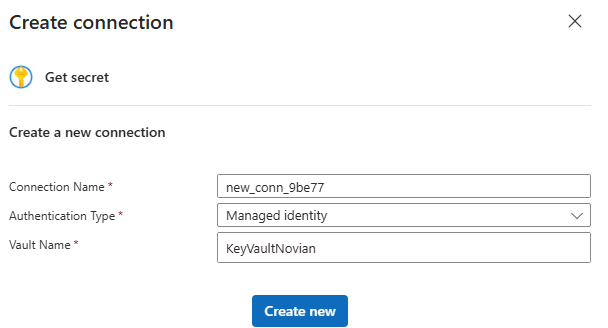 Create connection
Get secret
Create a new connection
Connection Name * new_conn_9be77
Authentication Type * Managed identity
Vault Name * KeyVaultNovian
Create new